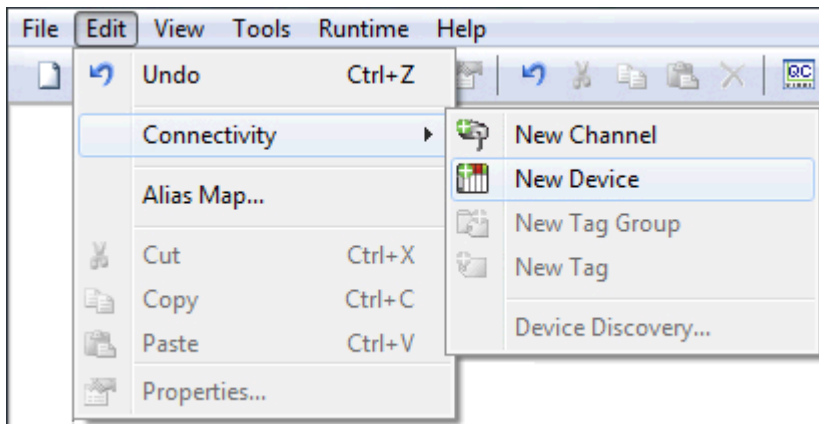 File Edit View Tools Runtime Help
Undo Ctrl+Z
QC
Connectivity
New Channel
New Device
Alias Map...
New Tag Group
Cut Ctrl+X
New Tag
Copy Ctrl+C
Paste Ctrl+V
Device Discovery...
Properties...